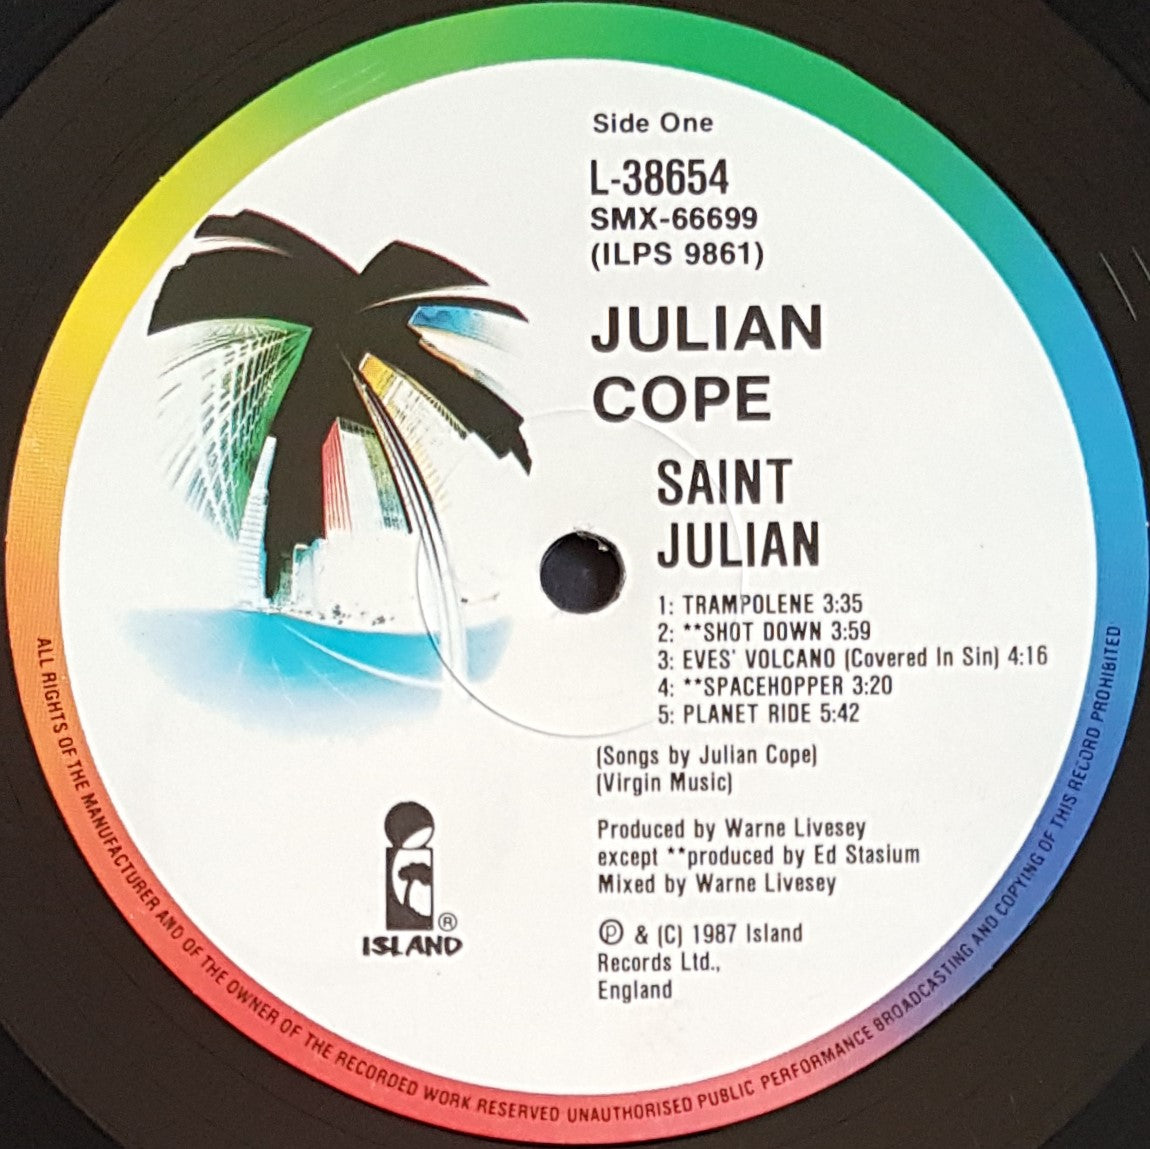 Side One
L-38654
SMX-66699
(ILPS 9861)
JULIAN
COPE
SAINT
JULIAN
1: TRAMPOLENE 3:35
2: **SHOT DOWN 3:59
3: EVES' VOLCANO (Covered In Sin) 4:16
4: **SPACEHOPPER 3:20
5: PLANET RIDE 5:42
(Songs by Julian Cope)
(Virgin Music)
Produced by Warne Livesey
except **produced by Ed Stasium
Mixed by Warne Livesey
Ⓟ & (C) 1987 Island
Records Ltd.,
England
®
ISLAND
ALL RIGHTS OF THE MANUFACTURER AND OF THE OWNER OF THE RECORDED WORK RESERVED UNAUTHORISED PUBLIC PERFORMANCE BROADCASTING AND COPYING OF THIS RECORD PROHIBITED